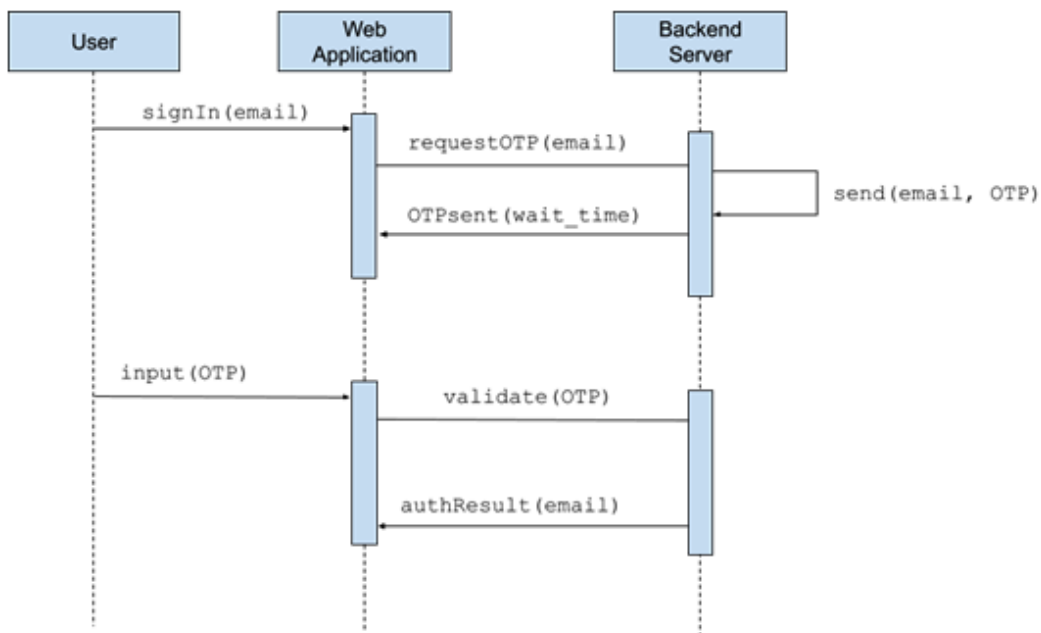 User
Web
Application
Backend
Server
signIn(email)
requestOTP(email)
send(email, OTP)
OTPsent(wait_time)
input(OTP)
validate(OTP)
authResult(email)